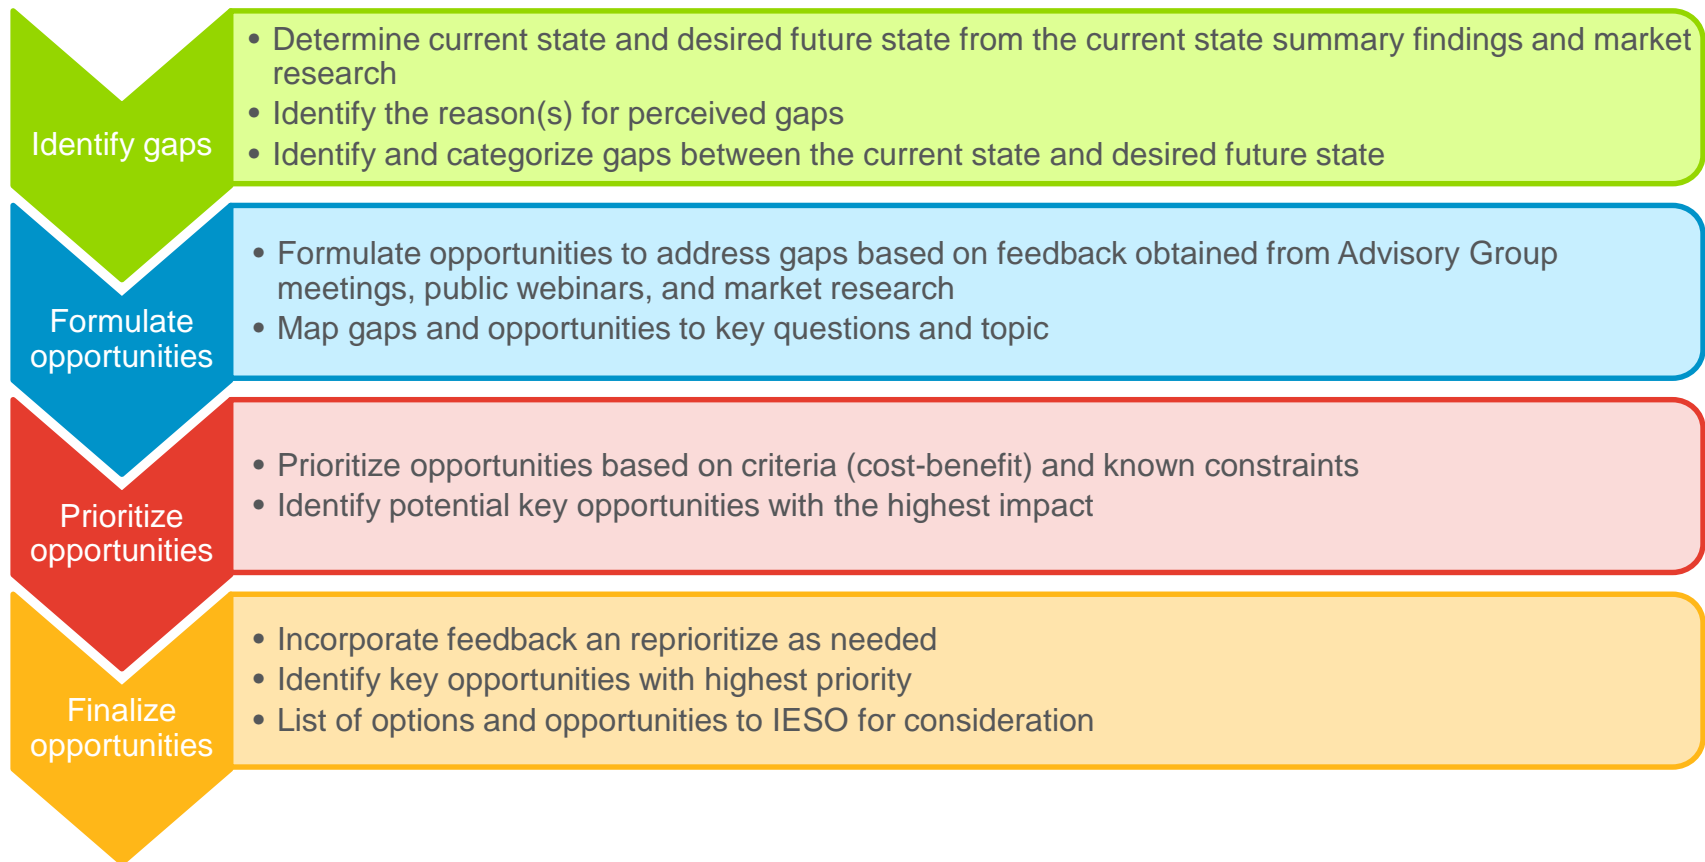 Identify gaps
• Determine current state and desired future state from the current state summary findings and market
research
• Identify the reason(s) for perceived gaps
• Identify and categorize gaps between the current state and desired future state
Formulate
opportunities
• Formulate opportunities to address gaps based on feedback obtained from Advisory Group
meetings, public webinars, and market research
• Map gaps and opportunities to key questions and topic
Prioritize
opportunities
• Prioritize opportunities based on criteria (cost-benefit) and known constraints
• Identify potential key opportunities with the highest impact
Finalize
opportunities
• Incorporate feedback an reprioritize as needed
• Identify key opportunities with highest priority
• List of options and opportunities to IESO for consideration